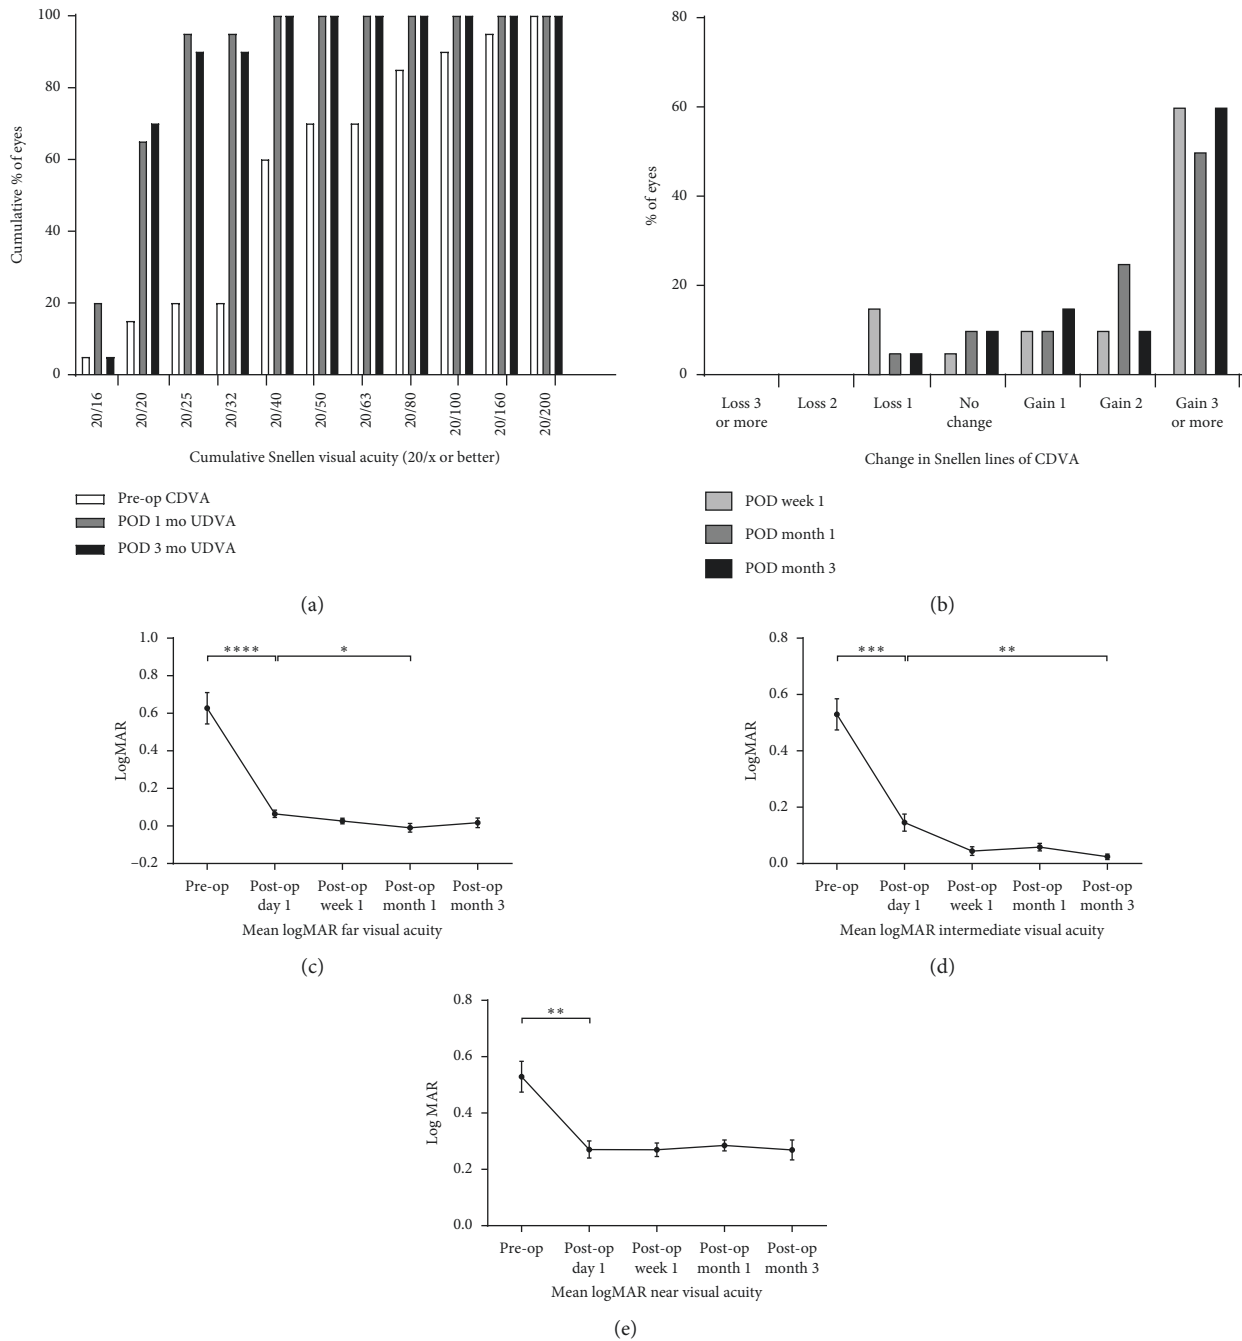 100
80
60
40
20
0
Cumulative % of eyes
20/16
20/20
20/25
20/32
20/40
20/50
20/63
20/80
20/100
20/160
20/200
Cumulative Snellen visual acuity (20/x or better)
Pre-op CDVA
POD 1 mo UDVA
POD 3 mo UDVA
(a)
80
60
40
20
0
% of eyes
Loss 3 or more
Loss 2
Loss 1
No change
Gain 1
Gain 2
Gain 3 or more
Change in Snellen lines of CDVA
POD week 1
POD month 1
POD month 3
(b)
1.0
0.8
0.6
0.4
0.2
0.0
–0.2
LogMAR
****
*
Pre-op
Post-op day 1
Post-op week 1
Post-op month 1
Post-op month 3
Mean logMAR far visual acuity
(c)
0.8
0.6
0.4
0.2
0.0
LogMAR
***
**
Pre-op
Post-op day 1
Post-op week 1
Post-op month 1
Post-op month 3
Mean logMAR intermediate visual acuity
(d)
0.8
0.6
0.4
0.2
0.0
Log MAR
**
Pre-op
Post-op day 1
Post-op week 1
Post-op month 1
Post-op month 3
Mean logMAR near visual acuity
(e)